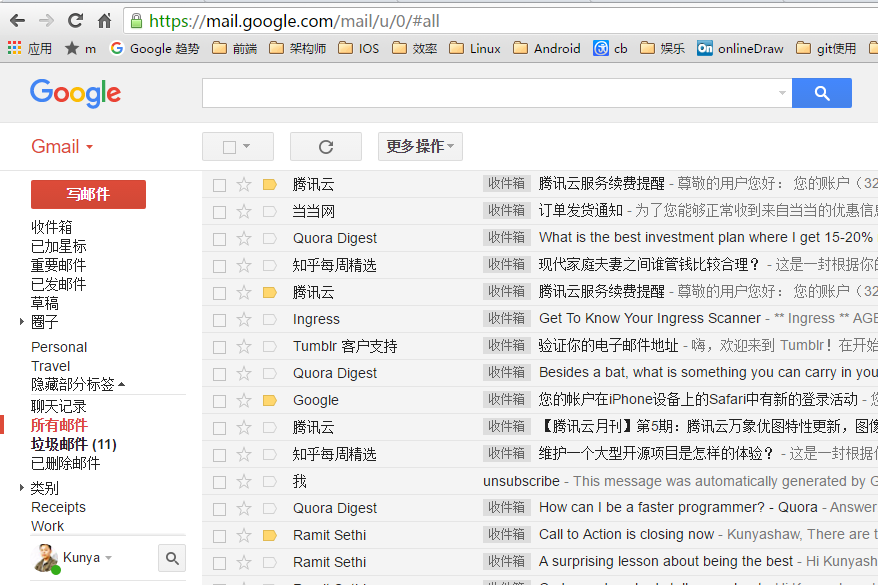 https://mail.google.com/mail/u/0/#all
应用 m Google 趋势 前端 架构师 IOS 效率 Linux Android cb 娱乐 On onlineDraw git使用
Google
Gmail 更多操作
写邮件
收件箱
已加星标
重要邮件
已发邮件
草稿
圈子
Personal
Travel
隐藏部分标签
聊天记录
所有邮件
垃圾邮件 (11)
已删除邮件
类别
Receipts
Work
Kunya
腾讯云 收件箱 腾讯云服务续费提醒 - 尊敬的用户您好: 您的账户（32
当当网 收件箱 订单发货通知 - 为了您能够正常收到来自当当的优惠信
Quora Digest 收件箱 What is the best investment plan where I get 15-20%
知乎每周精选 收件箱 现代家庭夫妻之间谁管钱比较合理？ - 这是一封根据你
腾讯云 收件箱 腾讯云服务续费提醒 - 尊敬的用户您好: 您的账户（32
Ingress 收件箱 Get To Know Your Ingress Scanner - ** Ingress ** AGE
Tumblr 客户支持 收件箱 验证你的电子邮件地址 - 嗨，欢迎来到 Tumblr！在开始
Quora Digest 收件箱 Besides a bat, what is something you can carry in you
Google 收件箱 您的帐户在iPhone设备上的Safari中有新的登录活动 -
腾讯云 收件箱 【腾讯云月刊】第5期：腾讯云万象优图特性更新，图
知乎每周精选 收件箱 维护一个大型开源项目是怎样的体验？ - 这是一封根据
我 unsubscribe - This message was automatically generated by G
Quora Digest 收件箱 How can I be a faster programmer? - Quora - Answer
Ramit Sethi 收件箱 Call to Action is closing now - Kunyashaw, There are t
Ramit Sethi 收件箱 A surprising lesson about being the best - Hi Kunyas